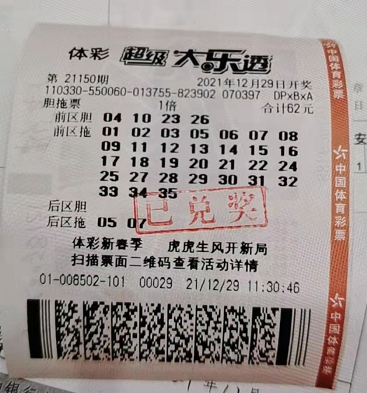 体彩 超级大乐透
第 21150期 2021年12月29日开奖
110330-550060-013755-823902 070397 DP×B×A
胆拖票 1倍 合计62元
前区胆 04 10 23 26
前区拖 01 02 03 05 06 07 08
09 11 12 13 14 15 16
17 18 19 20 21 22 24
25 27 28 29 30 31 32
33 34 35
后区胆
后区拖 05 07
已兑奖
体彩新春季 虎虎生风开新局
扫描票面二维码查看活动详情
01-008502-101 00029 21/12/29 11:30:46
中国体育彩票
中国体育彩票
中国体育彩票
安
1